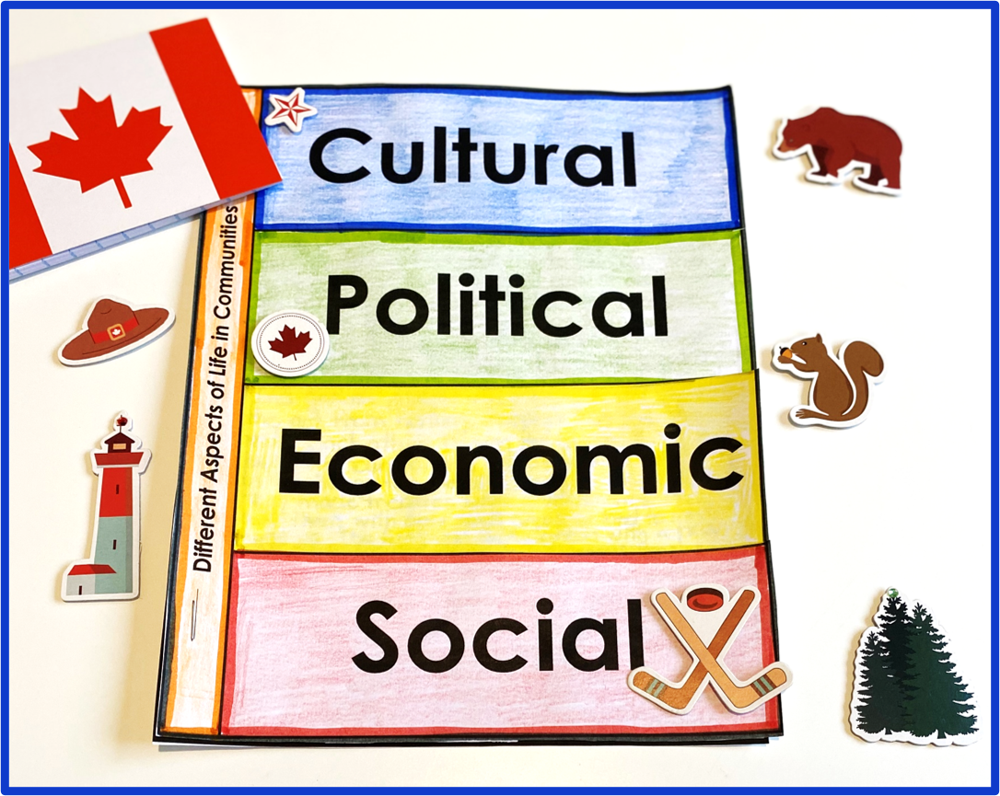 Cultural
Political
Economic
Social
Different Aspects of Life in Communities